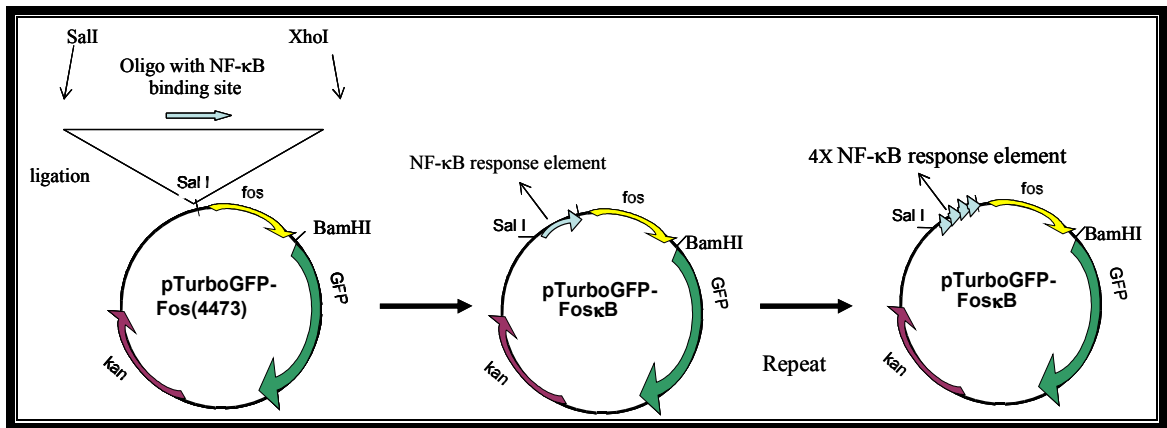 SalI
XhoI
Oligo with NF-κB
binding site
ligation
Sal I
fos
BamHI
GFP
pTurboGFP-
Fos(4473)
kan
NF-κB response element
Sal I
fos
BamHI
GFP
pTurboGFP-
FosκB
kan
Repeat
4X NF-κB response element
Sal I
fos
BamHI
GFP
pTurboGFP-
FosκB
kan